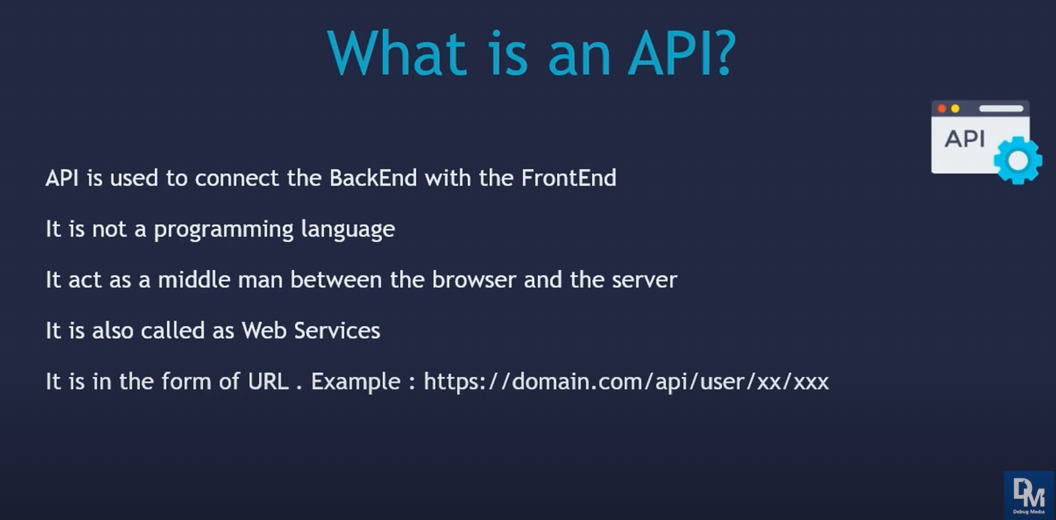 What is an API?
API
API is used to connect the BackEnd with the FrontEnd
It is not a programming language
It act as a middle man between the browser and the server
It is also called as Web Services
It is in the form of URL . Example : https://domain.com/api/user/xx/xxx
DM
Debug Media